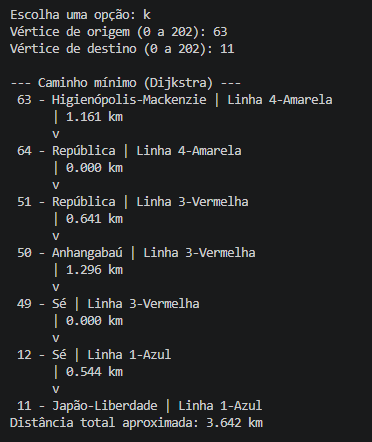 Escolha uma opção: k
Vértice de origem (0 a 202): 63
Vértice de destino (0 a 202): 11

--- Caminho mínimo (Dijkstra) ---
63 - Higienópolis-Mackenzie | Linha 4-Amarela
| 1.161 km
v
64 - República | Linha 4-Amarela
| 0.000 km
v
51 - República | Linha 3-Vermelha
| 0.641 km
v
50 - Anhangabaú | Linha 3-Vermelha
| 1.296 km
v
49 - Sé | Linha 3-Vermelha
| 0.000 km
v
12 - Sé | Linha 1-Azul
| 0.544 km
v
11 - Japão-Liberdade | Linha 1-Azul
Distância total aproximada: 3.642 km